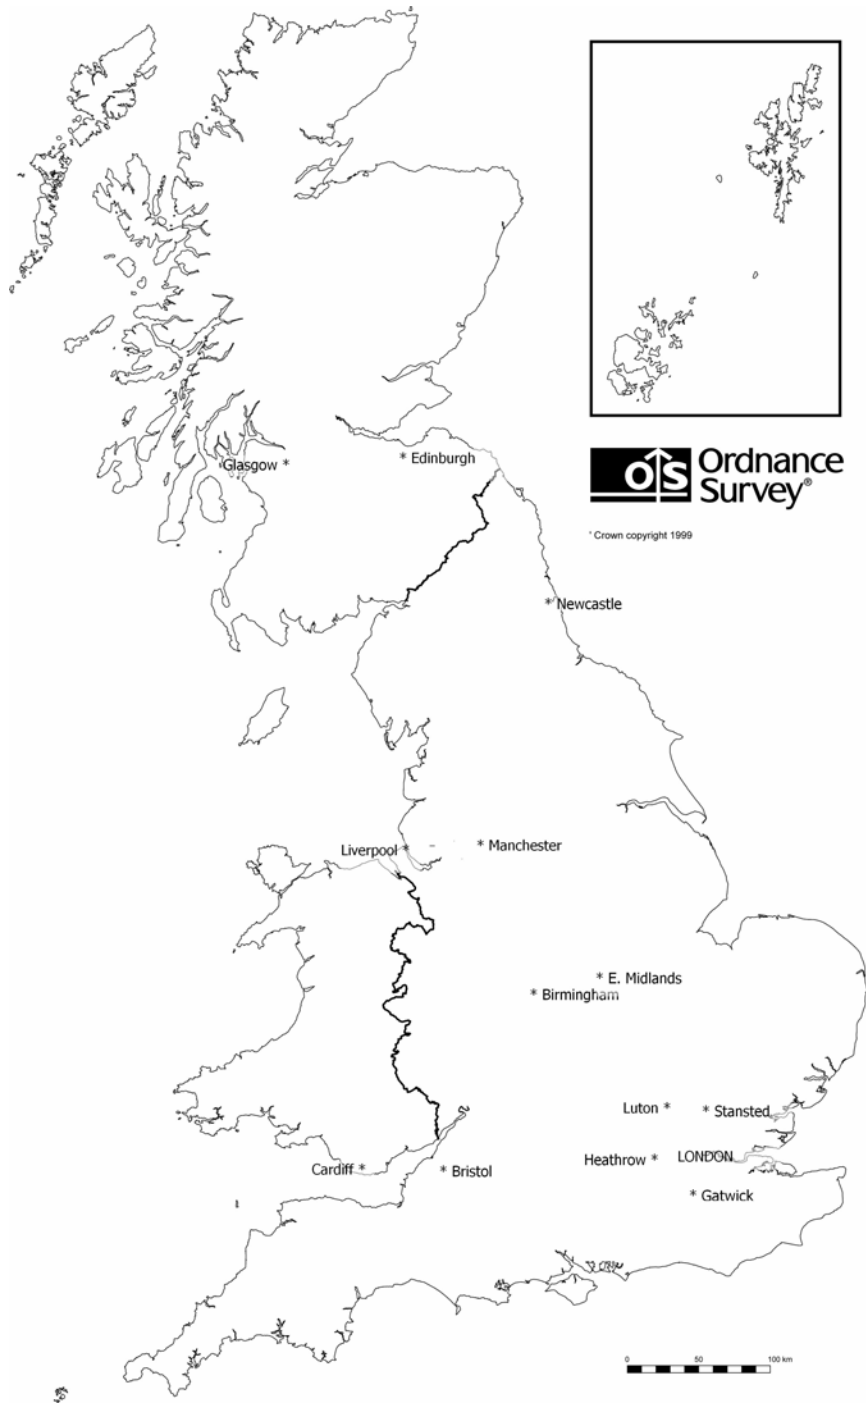 Glasgow *
* Edinburgh
OS Ordnance
Survey®
' Crown copyright 1999
* Newcastle
Liverpool *
* Manchester
* E. Midlands
* Birmingham
Luton *
* Stansted
Heathrow *
LONDON
Cardiff *
* Bristol
* Gatwick
0 50 100 km